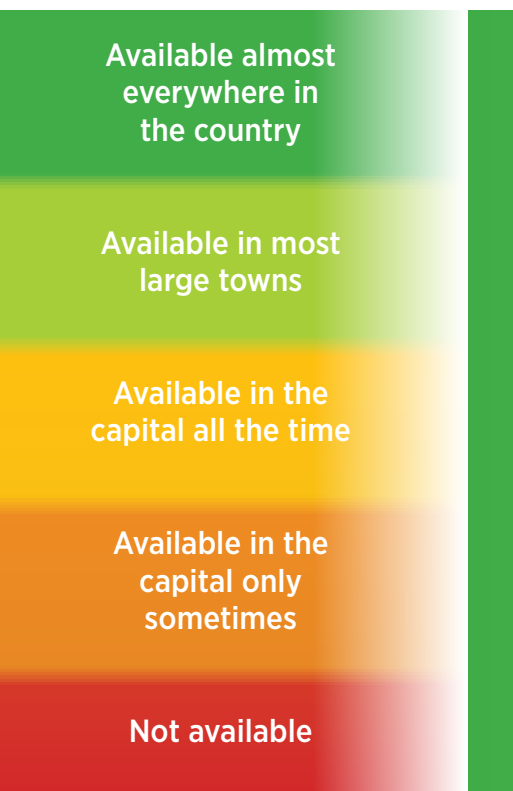 Available almost
everywhere in
the country
Available in most
large towns
Available in the
capital all the time
Available in the
capital only
sometimes
Not available